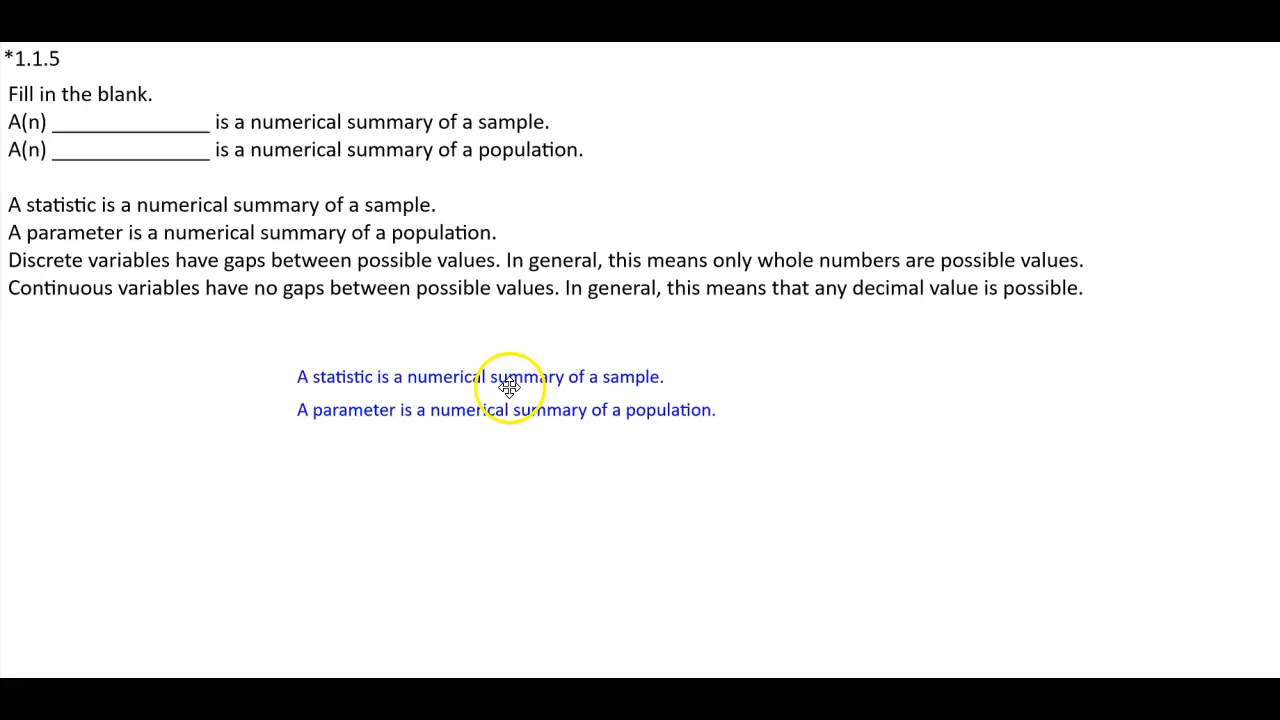 *1.1.5
Fill in the blank.
A(n) _______________ is a numerical summary of a sample.
A(n) _______________ is a numerical summary of a population.
A statistic is a numerical summary of a sample.
A parameter is a numerical summary of a population.
Discrete variables have gaps between possible values. In general, this means only whole numbers are possible values.
Continuous variables have no gaps between possible values. In general, this means that any decimal value is possible.
A statistic is a numerical summary of a sample.
A parameter is a numerical summary of a population.